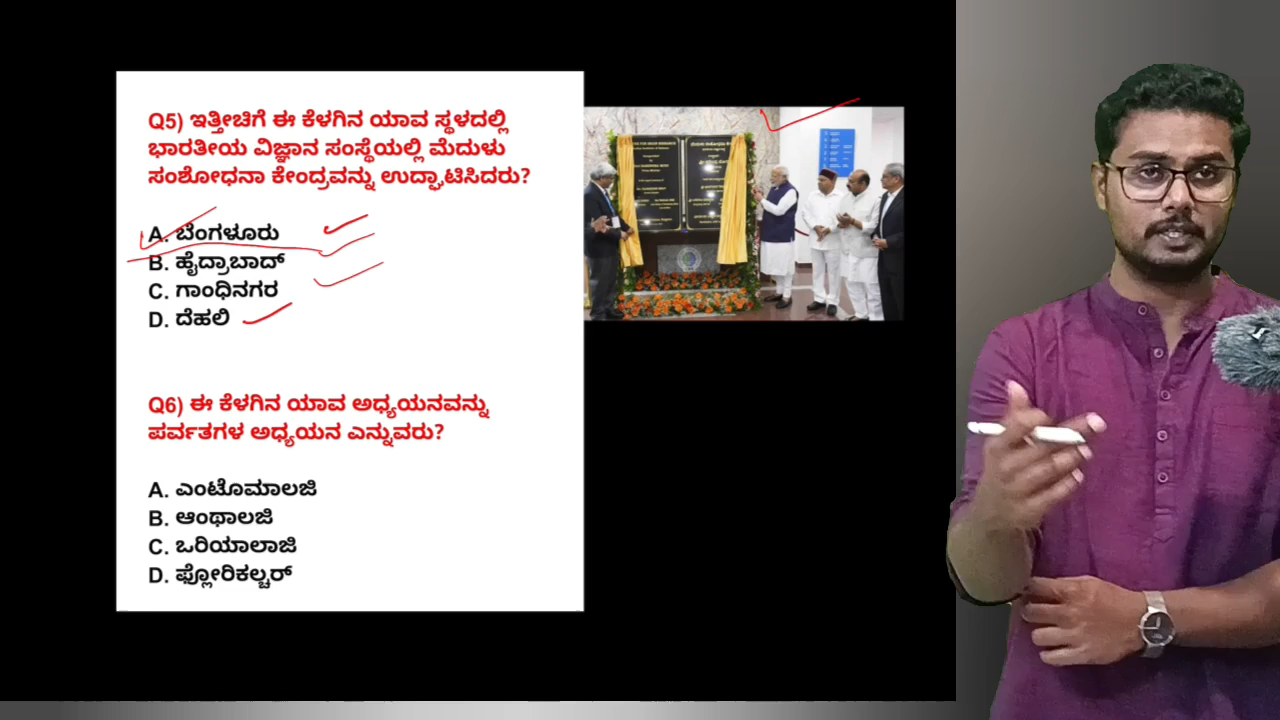 Q5) ಇತ್ತೀಚಿಗೆ ಈ ಕೆಳಗಿನ ಯಾವ ಸ್ಥಳದಲ್ಲಿ
ಭಾರತೀಯ ವಿಜ್ಞಾನ ಸಂಸ್ಥೆಯಲ್ಲಿ ಮೆದುಳು
ಸಂಶೋಧನಾ ಕೇಂದ್ರವನ್ನು ಉದ್ಘಾಟಿಸಿದರು?
A. ಬೆಂಗಳೂರು
B. ಹೈದ್ರಾಬಾದ್
C. ಗಾಂಧಿನಗರ
D. ದೆಹಲಿ
Q6) ಈ ಕೆಳಗಿನ ಯಾವ ಅಧ್ಯಯನವನ್ನು
ಪರ್ವತಗಳ ಅಧ್ಯಯನ ಎನ್ನುವರು?
A. ಎಂಟೊಮಾಲಜಿ
B. ಆಂಥಾಲಜಿ
C. ಒರಿಯಾಲಾಜಿ
D. ಫ್ಲೋರಿಕಲ್ಚರ್